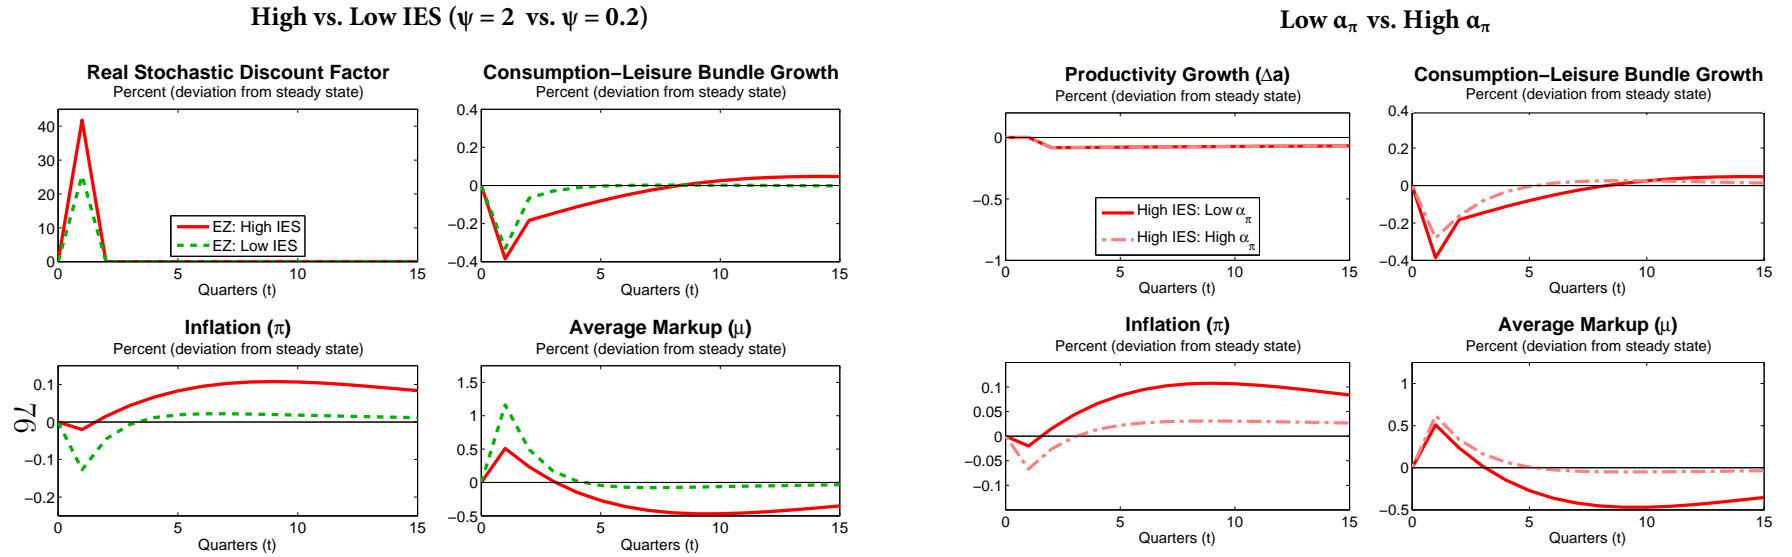 High vs. Low IES (ψ = 2 vs. ψ = 0.2)
Real Stochastic Discount Factor
Percent (deviation from steady state)
40
30
20
10
0
EZ: High IES
EZ: Low IES
0 5 10 15
Quarters (t)
Consumption−Leisure Bundle Growth
Percent (deviation from steady state)
0.4
0.2
0
−0.2
−0.4
0 5 10 15
Quarters (t)
Inflation (π)
Percent (deviation from steady state)
0.1
0
−0.1
−0.2
0 5 10 15
Quarters (t)
Average Markup (μ)
Percent (deviation from steady state)
1.5
1
0.5
0
−0.5
0 5 10 15
Quarters (t)
76
Low απ vs. High απ
Productivity Growth (Δa)
Percent (deviation from steady state)
0
−0.5
−1
High IES: Low απ
High IES: High απ
0 5 10 15
Quarters (t)
Consumption−Leisure Bundle Growth
Percent (deviation from steady state)
0.4
0.2
0
−0.2
−0.4
0 5 10 15
Quarters (t)
Inflation (π)
Percent (deviation from steady state)
0.1
0.05
0
−0.05
−0.1
0 5 10 15
Quarters (t)
Average Markup (μ)
Percent (deviation from steady state)
1
0.5
0
−0.5
0 5 10 15
Quarters (t)